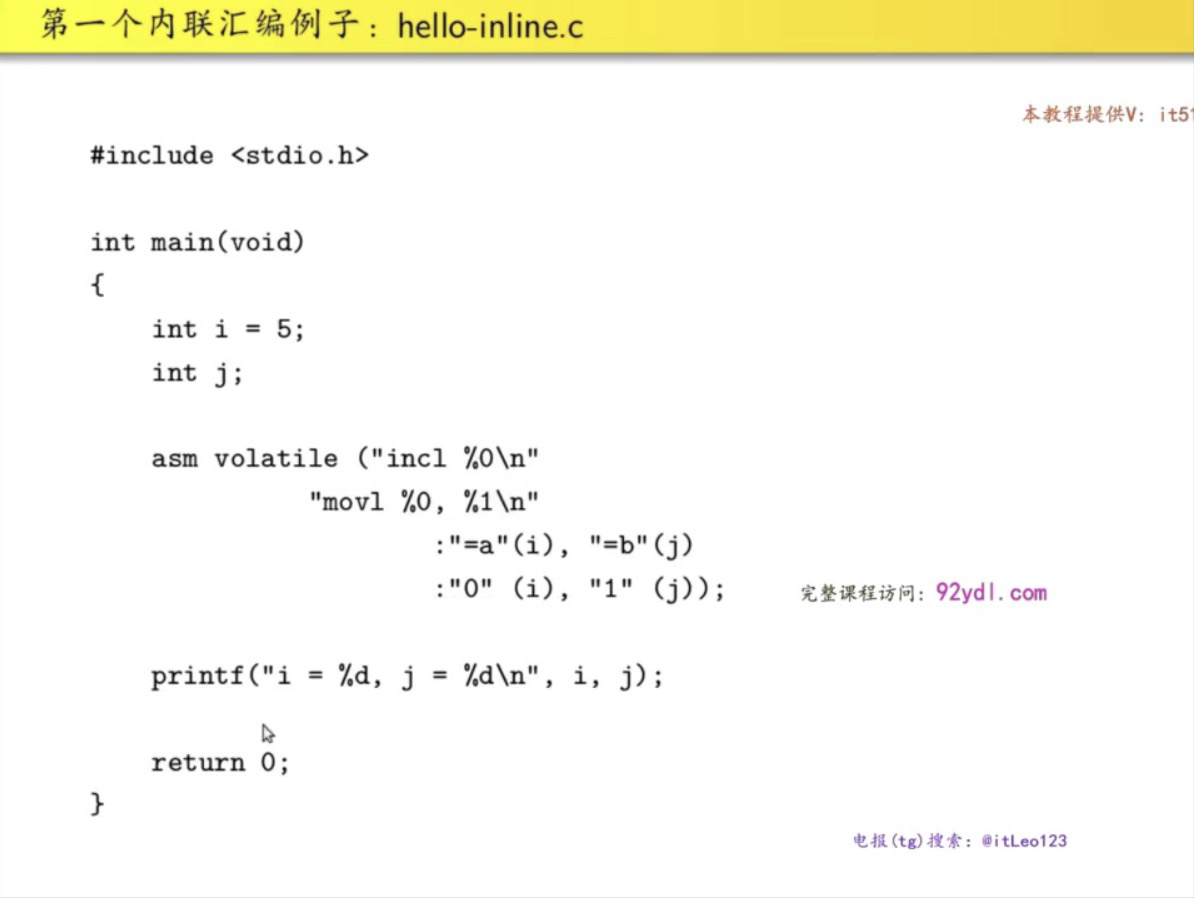 第一个内联汇编例子：hello-inline.c
本教程提供V: it51
#include <stdio.h>
int main(void)
{
    int i = 5;
    int j;
    asm volatile ("incl %0\n"
              "movl %0, %1\n"
                      :"=a"(i), "=b"(j)
                      :"0" (i), "1" (j));
完整课程访问: 92ydl.com
    printf("i = %d, j = %d\n", i, j);
    return 0;
}
电报(tg)搜索: @itLeo123